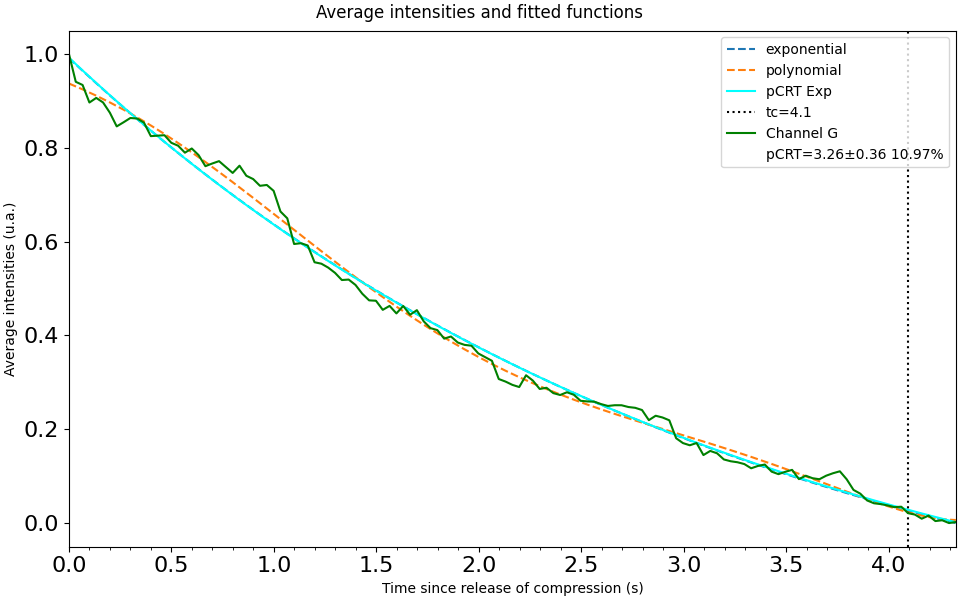 Average intensities and fitted functions
exponential
polynomial
pCRT Exp
tc=4.1
Channel G
pCRT=3.26±0.36 10.97%
Average intensities (u.a.)
1.0
0.8
0.6
0.4
0.2
0.0
0.0 0.5 1.0 1.5 2.0 2.5 3.0 3.5 4.0
Time since release of compression (s)